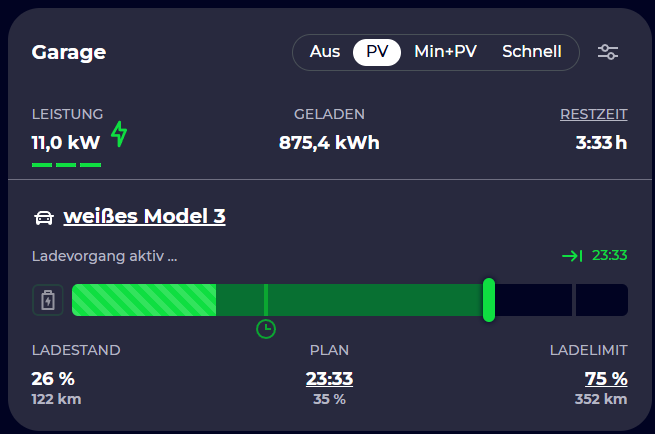 Garage
Aus PV Min+PV Schnell
LEISTUNG GELADEN RESTZEIT
11,0 kW 875,4 kWh 3:33 h
weißes Model 3
Ladevorgang aktiv ... 23:33
LADESTAND PLAN LADELIMIT
26 % 23:33 75 %
122 km 35 % 352 km